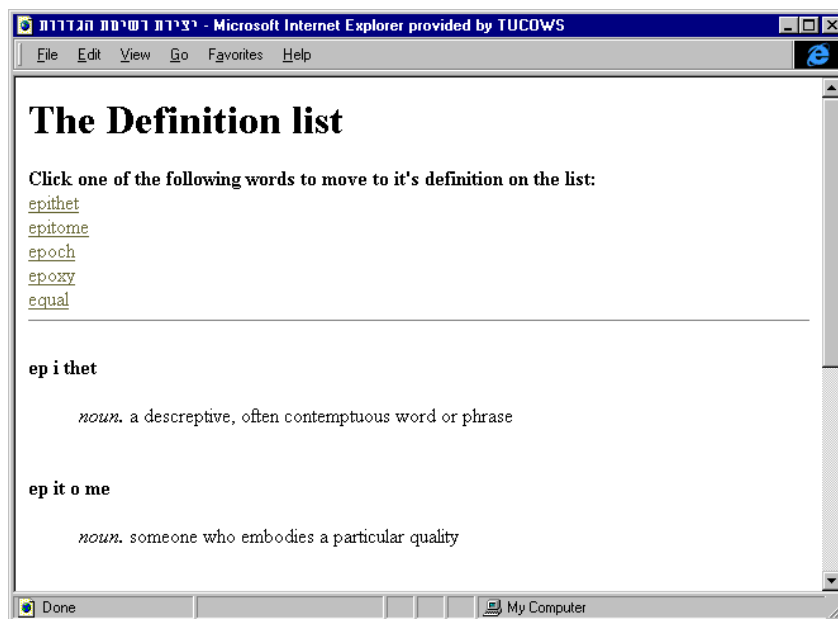 יצירת רשימת הגדרות - Microsoft Internet Explorer provided by TUCOWS
File Edit View Go Favorites Help
The Definition list
Click one of the following words to move to it's definition on the list:
epithet
epitome
epoch
epoxy
equal
ep i thet
noun. a descreptive, often contemptuous word or phrase
ep it o me
noun. someone who embodies a particular quality
Done My Computer